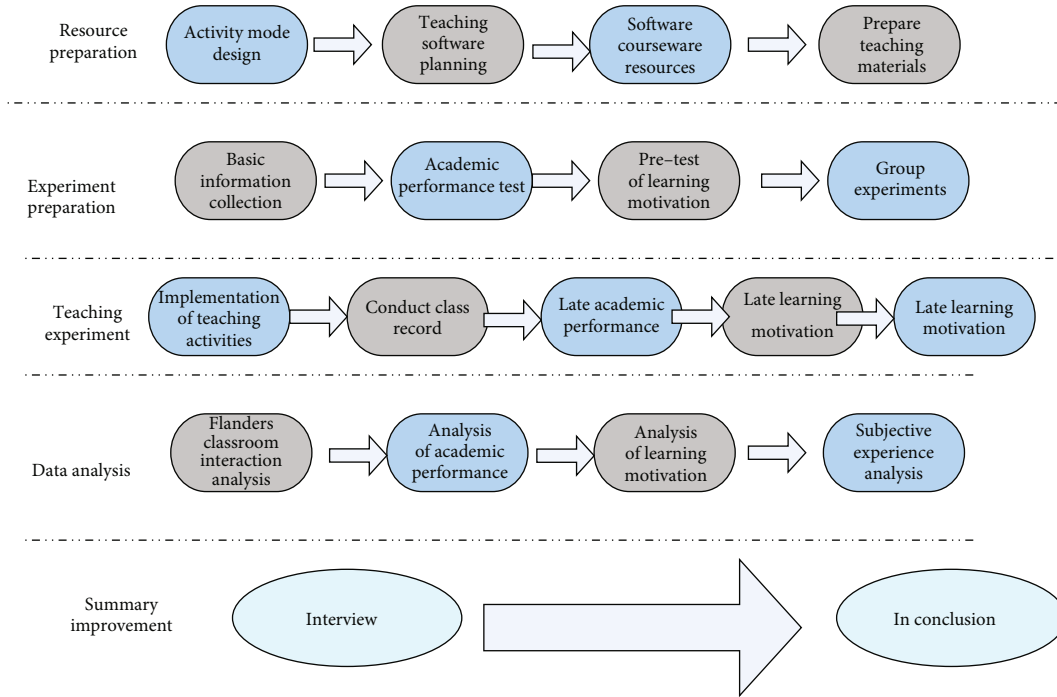 Resource
preparation
Activity mode
design
Teaching
software
planning
Software
courseware
resources
Prepare
teaching
materials
Experiment
preparation
Basic
information
collection
Academic
performance test
Pre–test
of learning
motivation
Group
experiments
Teaching
experiment
Implementation
of teaching
activities
Conduct class
record
Late academic
performance
Late learning
motivation
Late learning
motivation
Data analysis
Flanders
classroom
interaction
analysis
Analysis
of academic
performance
Analysis
of learning
motivation
Subjective
experience
analysis
Summary
improvement
Interview
In conclusion